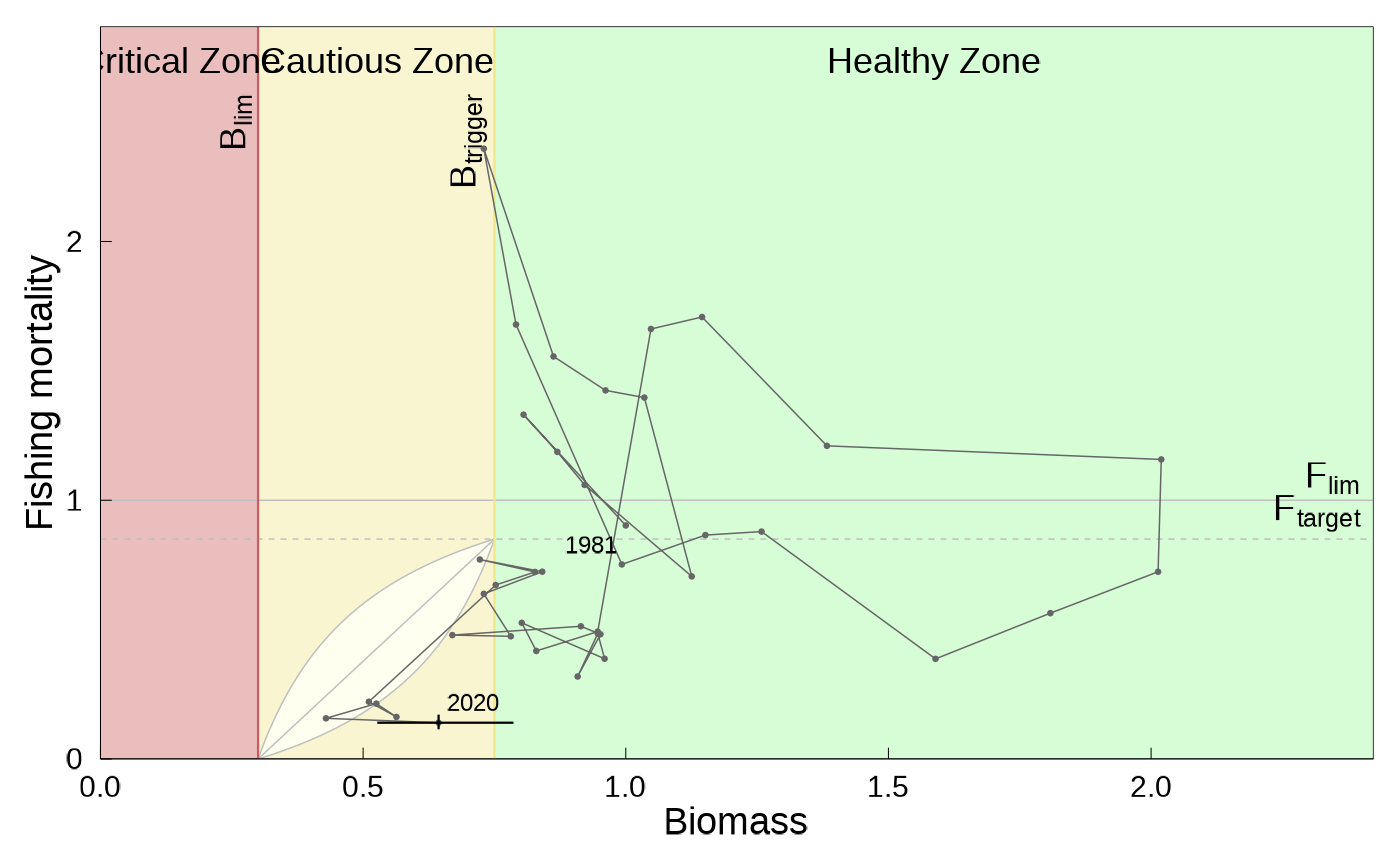 Critical Zone
Cautious Zone
Healthy Zone
Blim
Btrigger
Fishing mortality
2
1
0
Flim
Ftarget
1981
2020
0.0
0.5
1.0
1.5
2.0
Biomass